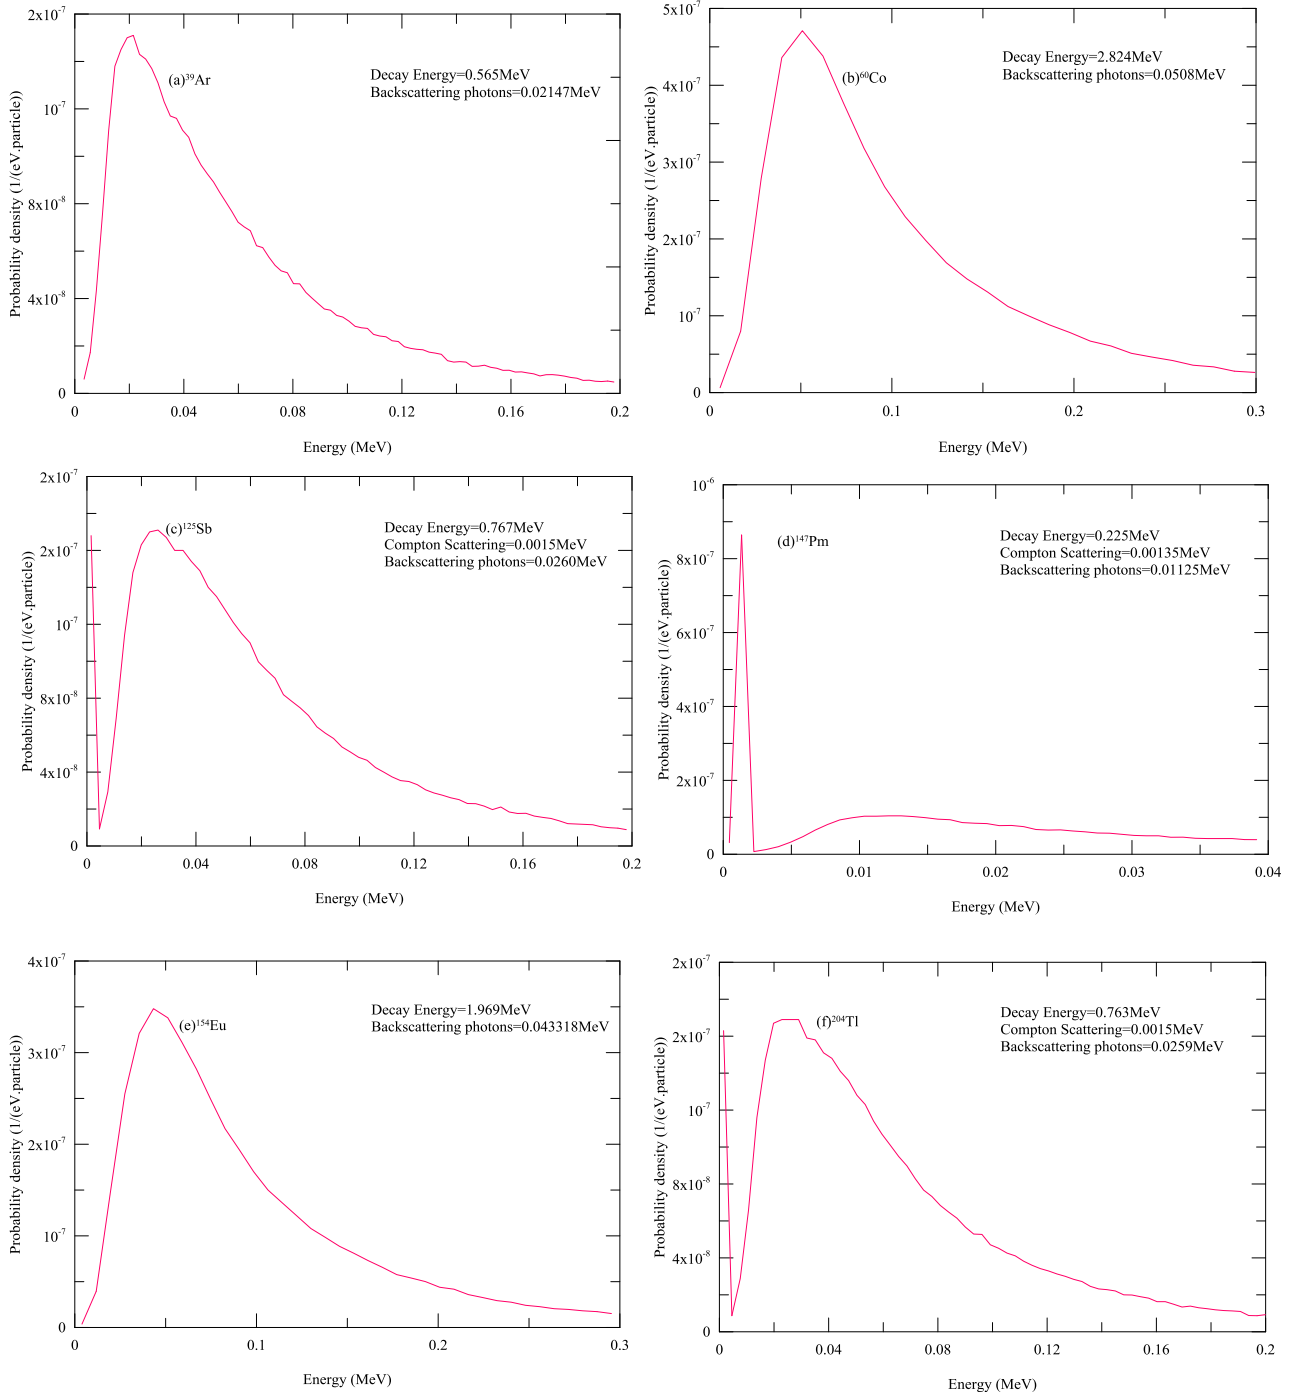 2x10-7
10-7
8x10-8
4x10-8
0
Probability density (1/(eV.particle))
(a)39Ar
Decay Energy=0.565MeV
Backscattering photons=0.02147MeV
0 0.04 0.08 0.12 0.16 0.2
Energy (MeV)
5x10-7
4x10-7
3x10-7
2x10-7
10-7
0
Probability density (1/(eV.particle))
(b)60Co
Decay Energy=2.824MeV
Backscattering photons=0.0508MeV
0 0.1 0.2 0.3
Energy (MeV)
2x10-7
2x10-7
10-7
8x10-8
4x10-8
0
Probability density (1/(eV.particle))
(c)125Sb
Decay Energy=0.767MeV
Compton Scattering=0.0015MeV
Backscattering photons=0.0260MeV
0 0.04 0.08 0.12 0.16 0.2
Energy (MeV)
10-6
8x10-7
6x10-7
4x10-7
2x10-7
0
Probability density (1/(eV.particle))
(d)147Pm
Decay Energy=0.225MeV
Compton Scattering=0.00135MeV
Backscattering photons=0.01125MeV
0 0.01 0.02 0.03 0.04
Energy (MeV)
4x10-7
3x10-7
2x10-7
10-7
0
Probability density (1/(eV.particle))
(e)154Eu
Decay Energy=1.969MeV
Backscattering photons=0.043318MeV
0 0.1 0.2 0.3
Energy (MeV)
2x10-7
2x10-7
10-7
8x10-8
4x10-8
0
Probability density (1/(eV.particle))
(f)204Tl
Decay Energy=0.763MeV
Compton Scattering=0.0015MeV
Backscattering photons=0.0259MeV
0 0.04 0.08 0.12 0.16 0.2
Energy (MeV)